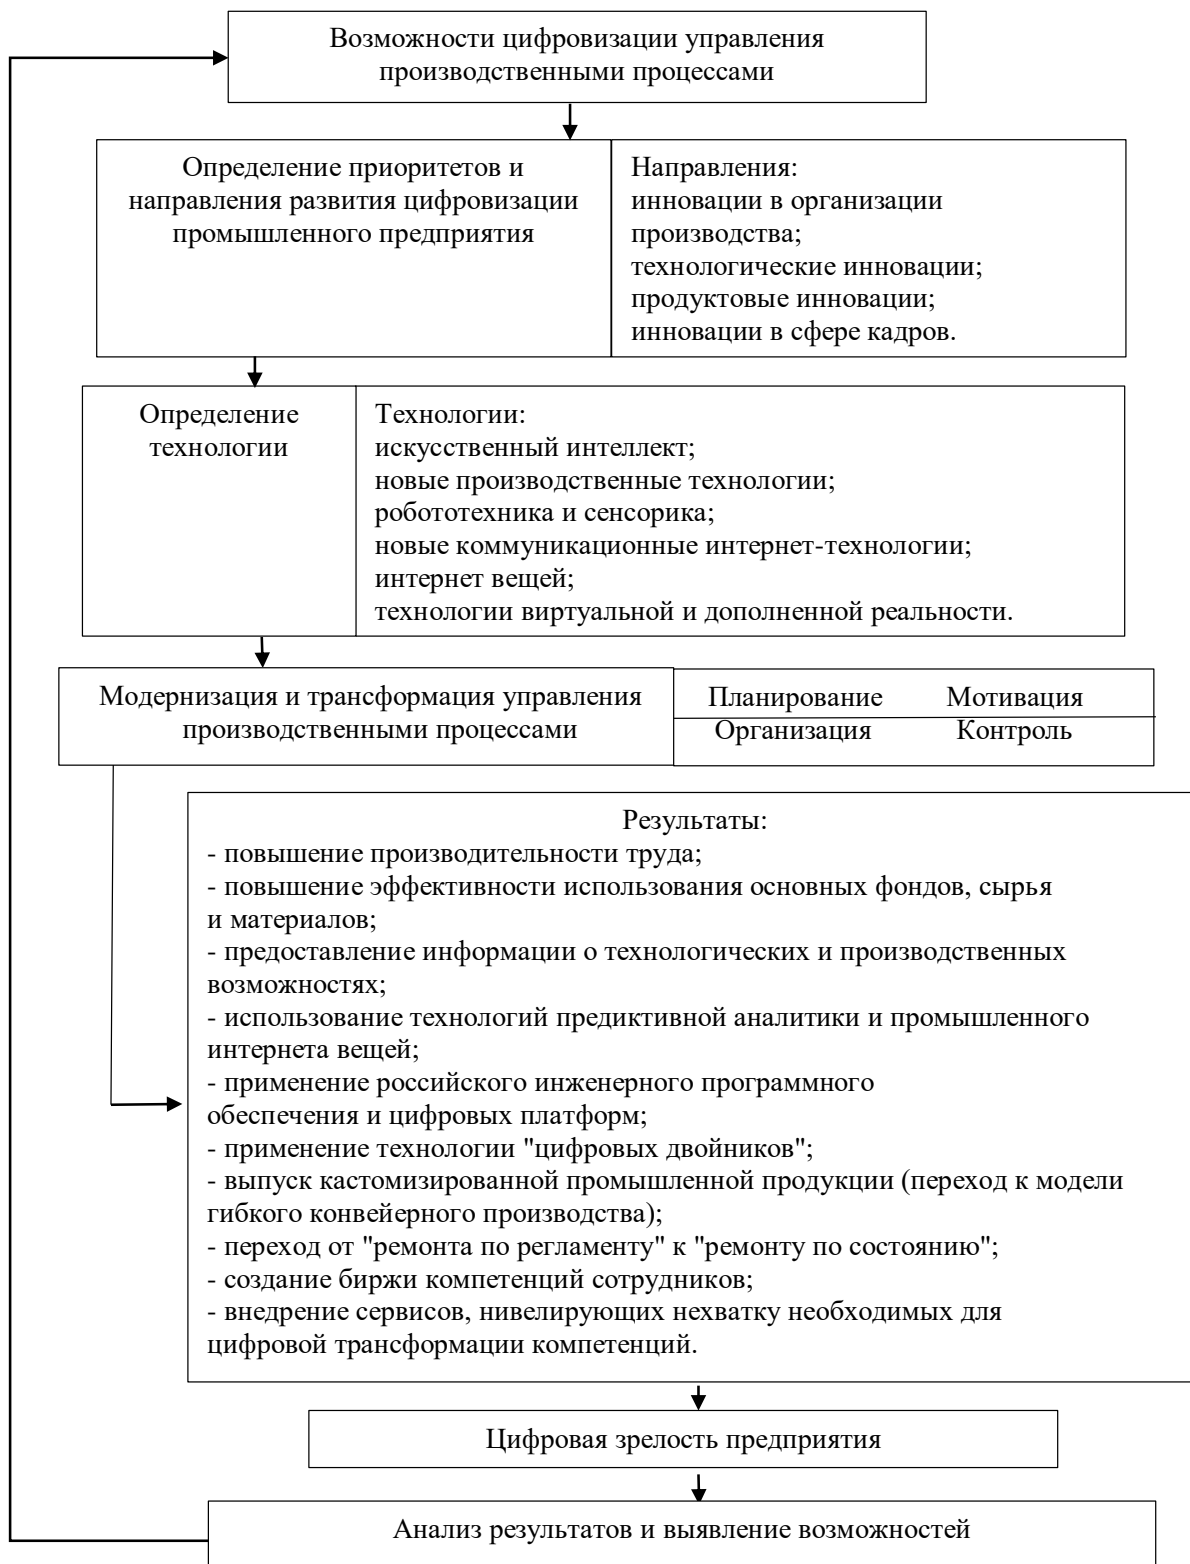 Возможности цифровизации управления
производственными процессами
Определение приоритетов и
направления развития цифровизации
промышленного предприятия
Направления:
инновации в организации
производства;
технологические инновации;
продуктовые инновации;
инновации в сфере кадров.
Определение
технологии
Технологии:
искусственный интеллект;
новые производственные технологии;
робототехника и сенсорика;
новые коммуникационные интернет-технологии;
интернет вещей;
технологии виртуальной и дополненной реальности.
Модернизация и трансформация управления
производственными процессами
Планирование Мотивация
Организация Контроль
Результаты:
- повышение производительности труда;
- повышение эффективности использования основных фондов, сырья
и материалов;
- предоставление информации о технологических и производственных
возможностях;
- использование технологий предиктивной аналитики и промышленного
интернета вещей;
- применение российского инженерного программного
обеспечения и цифровых платформ;
- применение технологии "цифровых двойников";
- выпуск кастомизированной промышленной продукции (переход к модели
гибкого конвейерного производства);
- переход от "ремонта по регламенту" к "ремонту по состоянию";
- создание биржи компетенций сотрудников;
- внедрение сервисов, нивелирующих нехватку необходимых для
цифровой трансформации компетенций.
Цифровая зрелость предприятия
Анализ результатов и выявление возможностей